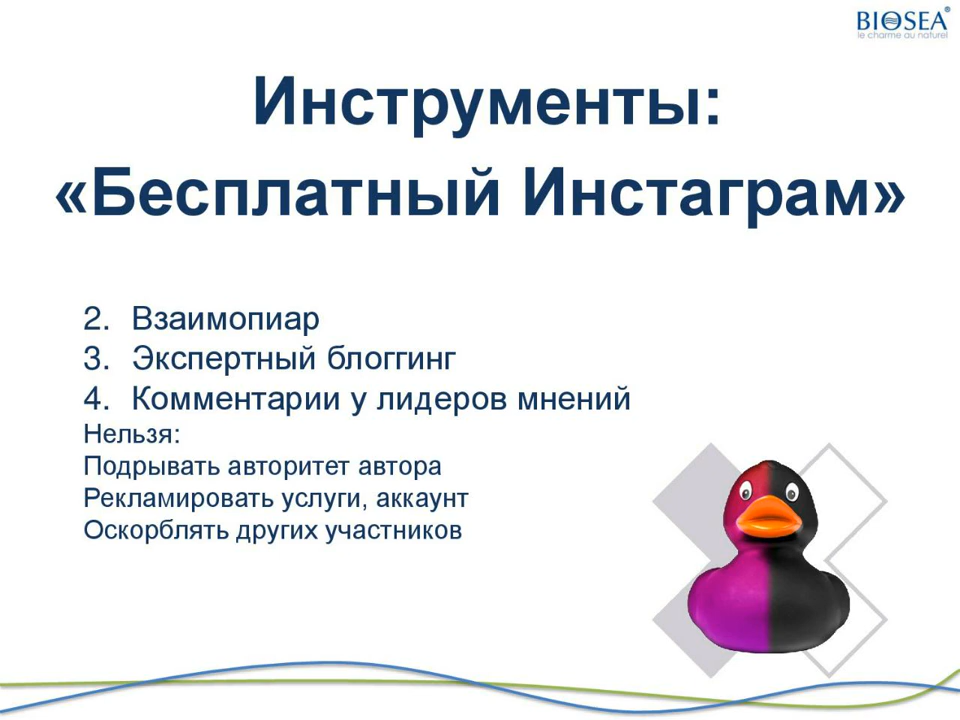 BIOSEA®
le charme au naturel
Инструменты:
«Бесплатный Инстаграм»
2. Взаимопиар
3. Экспертный блоггинг
4. Комментарии у лидеров мнений
Нельзя:
Подрывать авторитет автора
Рекламировать услуги, аккаунт
Оскорблять других участников